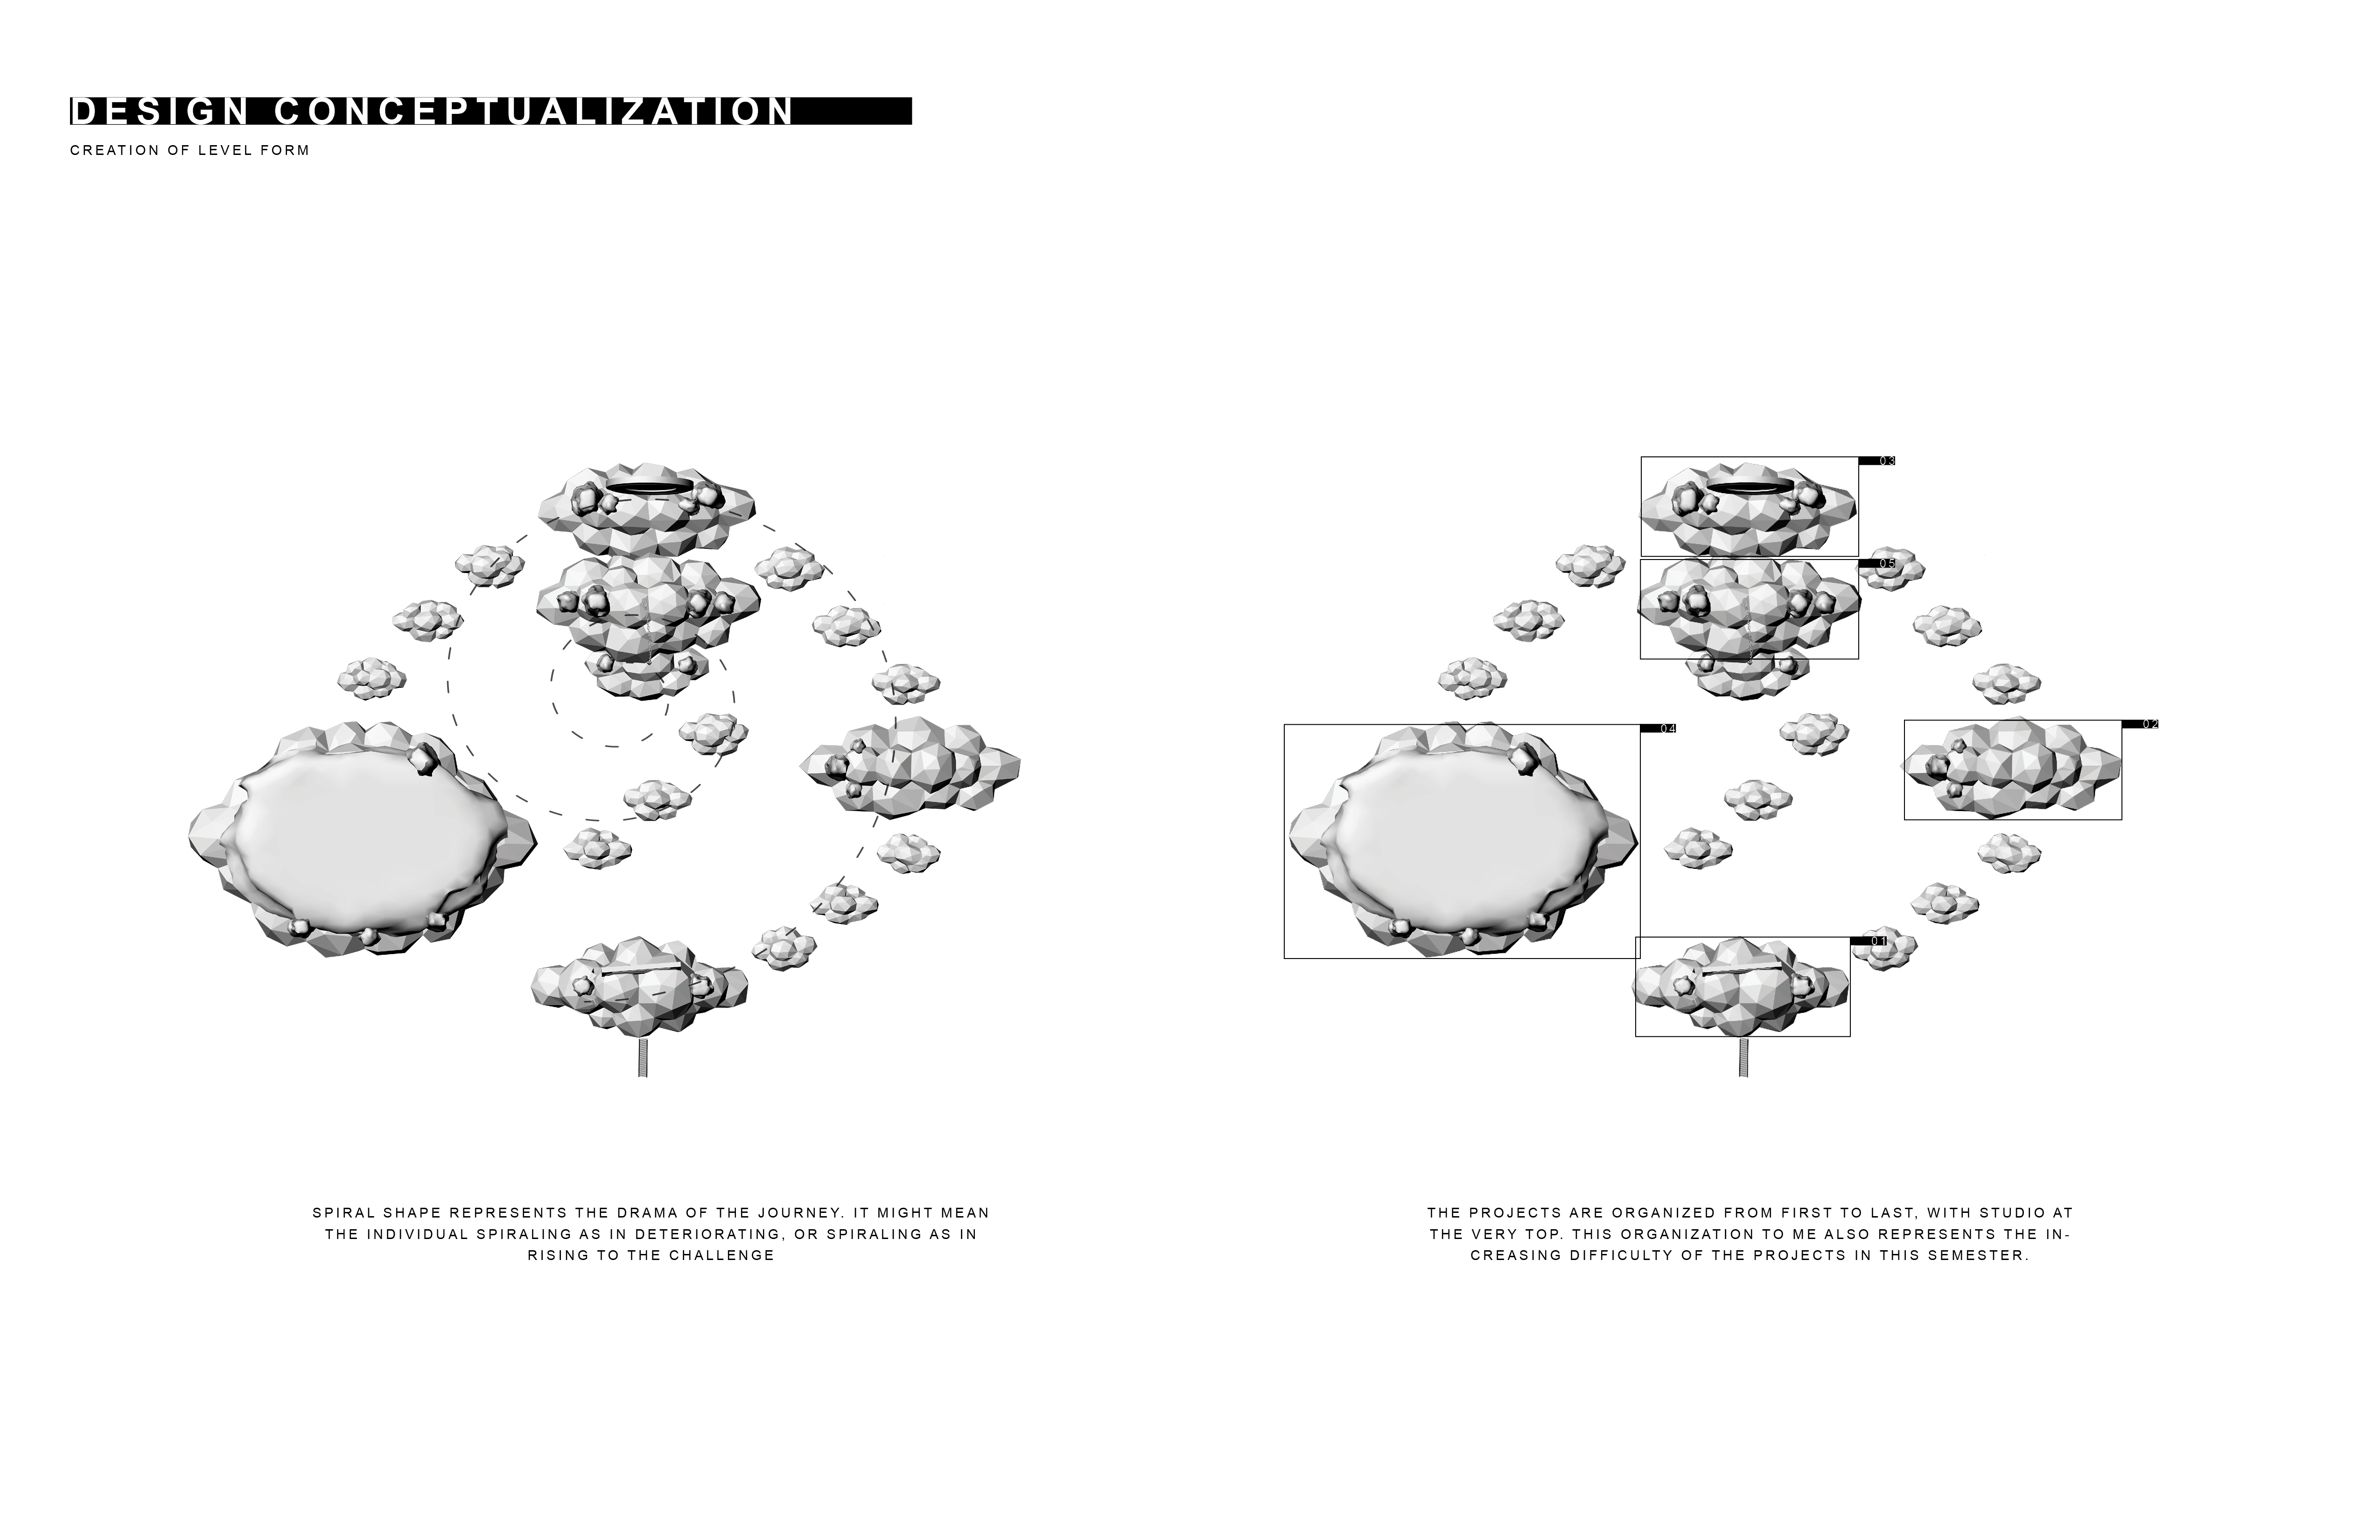 DESIGN CONCEPTUALIZATION
CREATION OF LEVEL FORM
03
05
04
02
01
SPIRAL SHAPE REPRESENTS THE DRAMA OF THE JOURNEY. IT MIGHT MEAN
THE INDIVIDUAL SPIRALING AS IN DETERIORATING, OR SPIRALING AS IN
RISING TO THE CHALLENGE
THE PROJECTS ARE ORGANIZED FROM FIRST TO LAST, WITH STUDIO AT
THE VERY TOP. THIS ORGANIZATION TO ME ALSO REPRESENTS THE IN-
CREASING DIFFICULTY OF THE PROJECTS IN THIS SEMESTER.